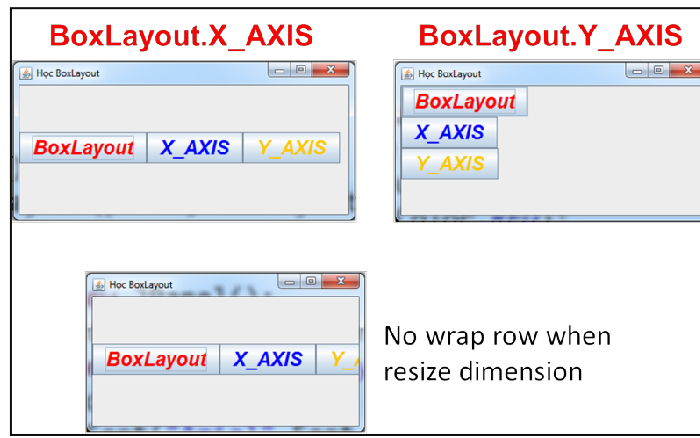 BoxLayout.X_AXIS
BoxLayout.Y_AXIS
Học BoxLayout
BoxLayout X_AXIS Y_AXIS
Học BoxLayout
BoxLayout
X_AXIS
Y_AXIS
Học BoxLayout
BoxLayout X_AXIS Y_
No wrap row when
resize dimension